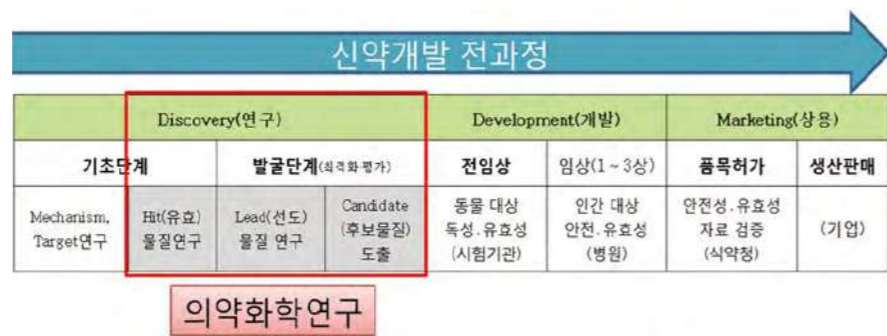 신약개발 전과정
Discovery(연구) Development(개발) Marketing(상용)
기초단계 발굴단계(최적화·평가) 전임상 임상(1~3상) 품목허가 생산판매
Mechanism, Hit(유효) Lead(선도) Candidate 동물 대상 인간 대상 안전성.유효성 (기업)
Target연구 물질연구 물질 연구 (후보물질) 독성.유효성 안전.유효성 자료 검증
도출 (시험기관) (병원) (식약청)
의약화학연구